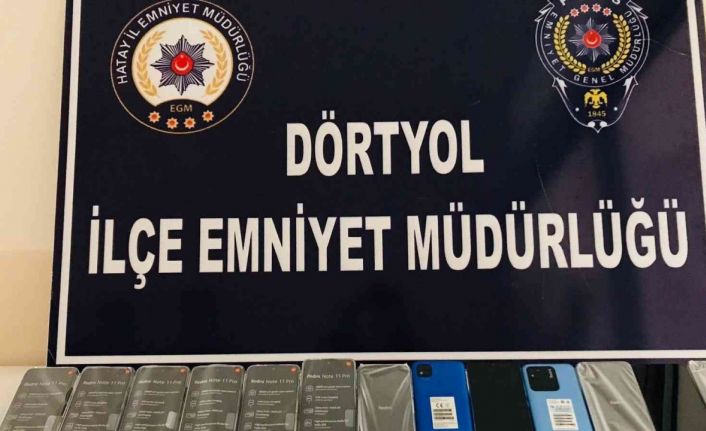 HATAY İL EMNİYET MÜDÜRLÜĞÜ
EGM
EMNİYET GENEL MÜDÜRLÜĞÜ
EGM
1845
DÖRTYOL
İLÇE EMNİYET MÜDÜRLÜĞÜ
Redmi Note 11 Pro
Redmi Note 11 Pro
Redmi Note 11 Pro
Redmi Note 11 Pro
Redmi Note 11 Pro
Redmi Note 11 Pro